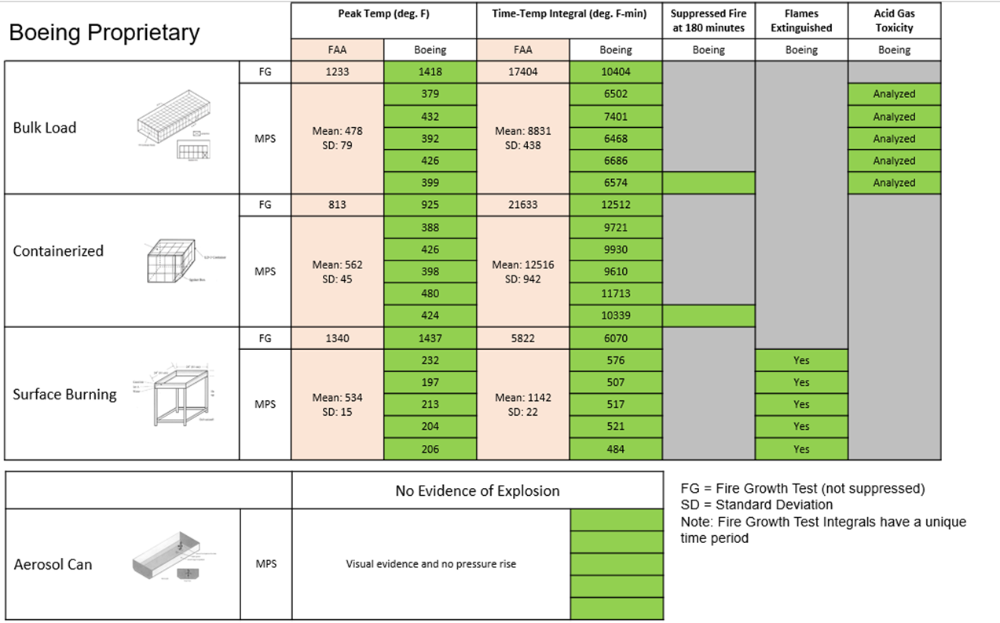 Boeing Proprietary
Peak Temp (deg. F)
Time-Temp Integral (deg. F-min)
Suppressed Fire
at 180 minutes
Flames
Extinguished
Acid Gas
Toxicity
FAA
Boeing
FAA
Boeing
Boeing
Boeing
Boeing
Bulk Load
FG
1233
1418
17404
10404
MPS
Mean: 478
SD: 79
Mean: 8831
SD: 438
379
6502
Analyzed
432
7401
Analyzed
392
6468
Analyzed
426
6686
Analyzed
399
6574
Analyzed
Containerized
FG
813
925
21633
12512
MPS
Mean: 562
SD: 45
Mean: 12516
SD: 942
388
9721
426
9930
398
9610
480
11713
424
10339
Surface Burning
FG
1340
1437
5822
6070
MPS
Mean: 534
SD: 15
Mean: 1142
SD: 22
232
576
Yes
197
507
Yes
213
517
Yes
204
521
Yes
206
484
Yes
No Evidence of Explosion
Aerosol Can
MPS
Visual evidence and no pressure rise
FG = Fire Growth Test (not suppressed)
SD = Standard Deviation
Note: Fire Growth Test Integrals have a unique
time period